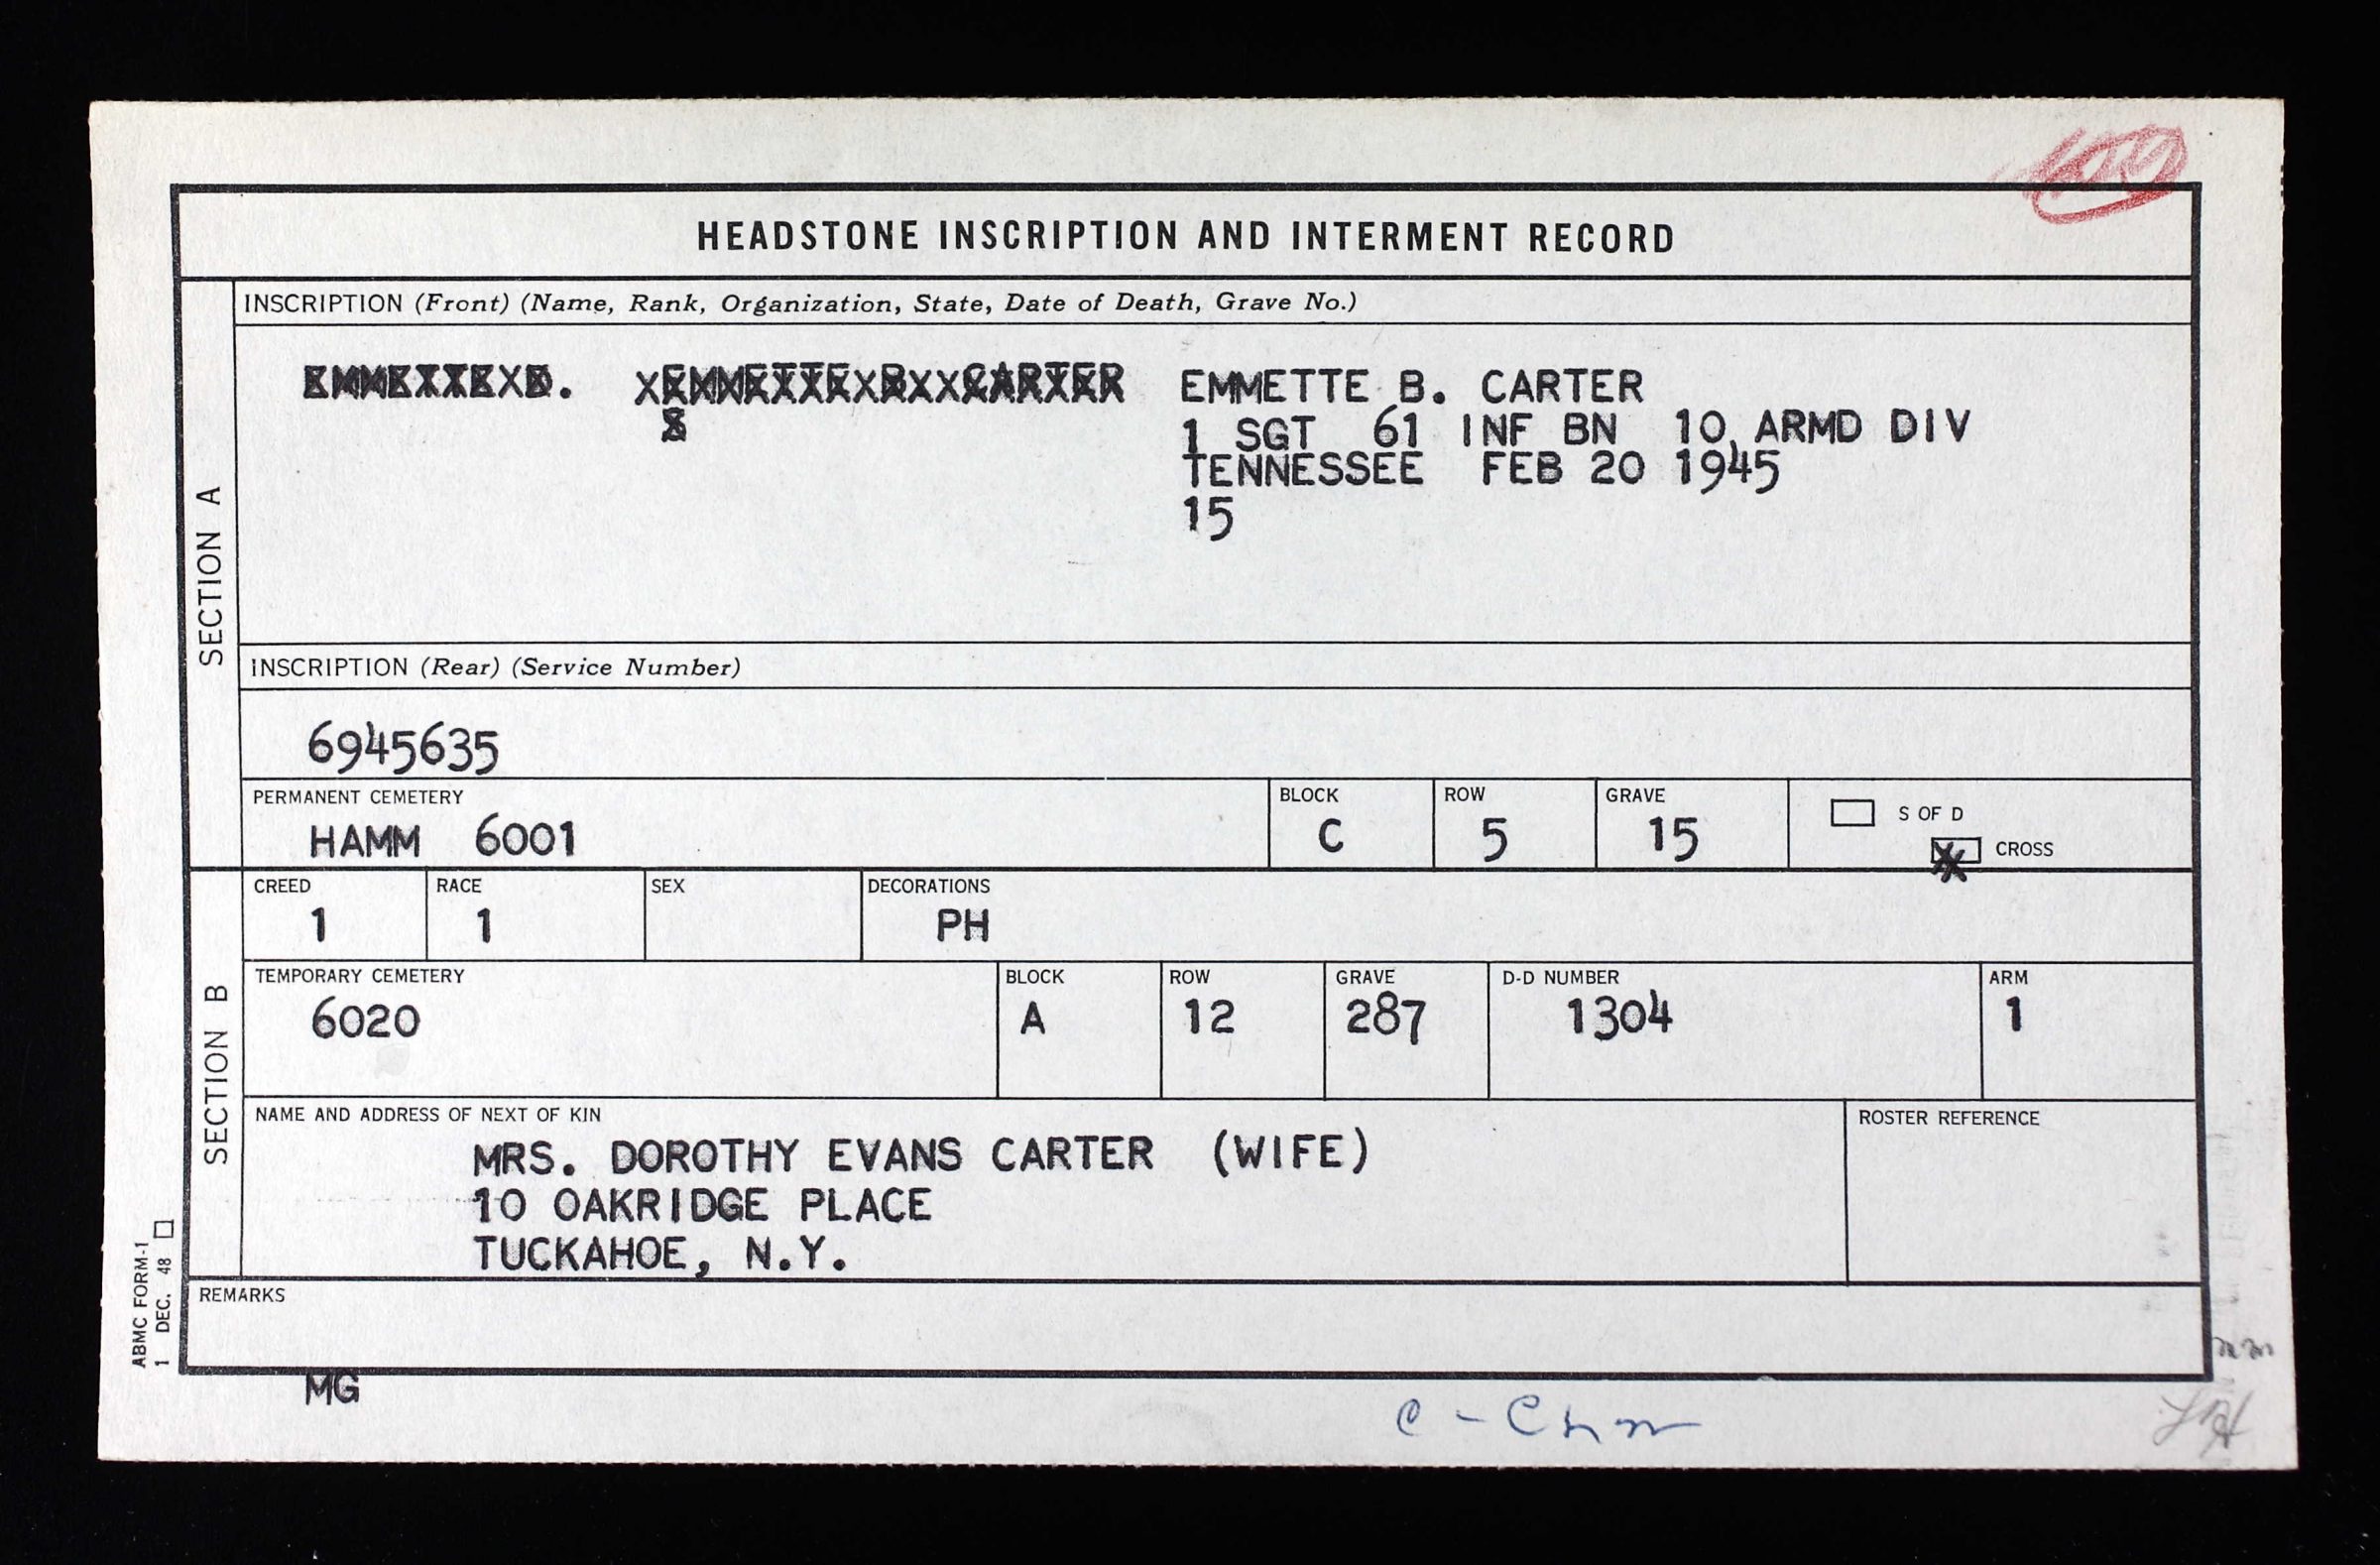 HEADSTONE INSCRIPTION AND INTERMENT RECORD
SECTION A
INSCRIPTION (Front) (Name, Rank, Organization, State, Date of Death, Grave No.)
EMMETTE B. CARTER
1 SGT 61 INF BN 10 ARMD DIV
TENNESSEE FEB 20 1945
15
INSCRIPTION (Rear) (Service Number)
6945635
PERMANENT CEMETERY BLOCK ROW GRAVE S OF D
HAMM 6001 C 5 15 CROSS
SECTION B
CREED RACE SEX DECORATIONS
1 1 PH
TEMPORARY CEMETERY BLOCK ROW GRAVE D-D NUMBER ARM
6020 A 12 287 1304 1
NAME AND ADDRESS OF NEXT OF KIN ROSTER REFERENCE
MRS. DOROTHY EVANS CARTER (WIFE)
10 OAKRIDGE PLACE
TUCKAHOE, N.Y.
REMARKS
ABMC FORM-1
1 DEC. 48
MG